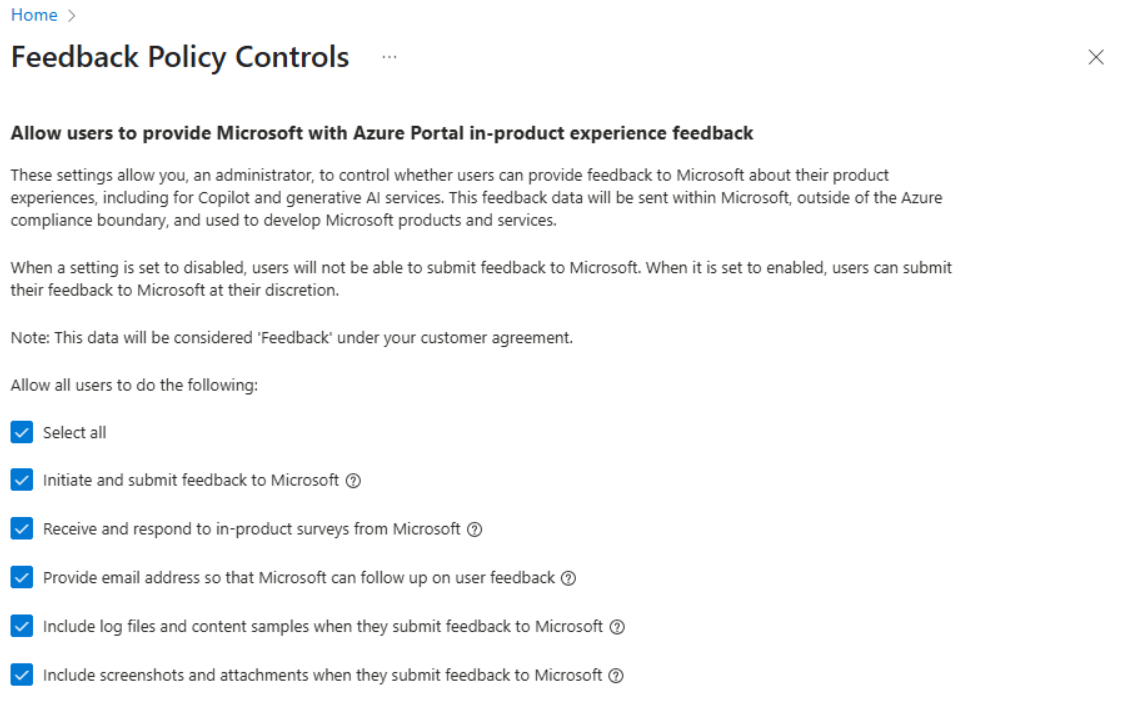 Home >
Feedback Policy Controls ...
Allow users to provide Microsoft with Azure Portal in-product experience feedback
These settings allow you, an administrator, to control whether users can provide feedback to Microsoft about their product
experiences, including for Copilot and generative AI services. This feedback data will be sent within Microsoft, outside of the Azure
compliance boundary, and used to develop Microsoft products and services.
When a setting is set to disabled, users will not be able to submit feedback to Microsoft. When it is set to enabled, users can submit
their feedback to Microsoft at their discretion.
Note: This data will be considered 'Feedback' under your customer agreement.
Allow all users to do the following:
Select all
Initiate and submit feedback to Microsoft
Receive and respond to in-product surveys from Microsoft
Provide email address so that Microsoft can follow up on user feedback
Include log files and content samples when they submit feedback to Microsoft
Include screenshots and attachments when they submit feedback to Microsoft